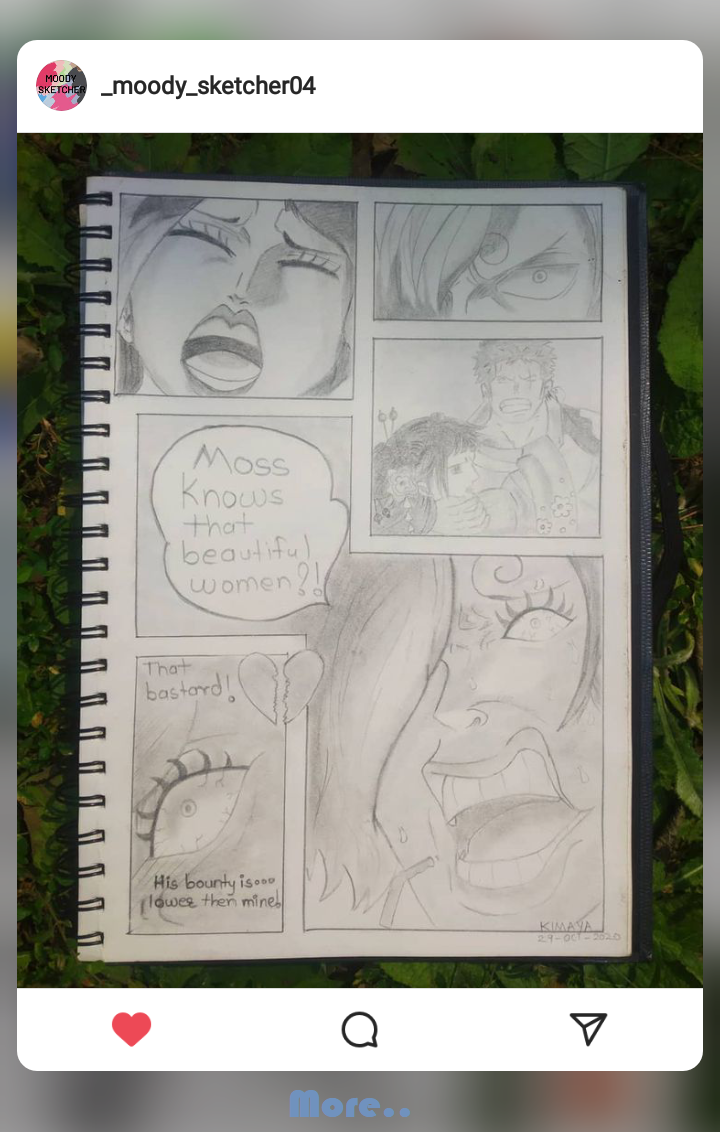 MOODY
SKETCHER
_moody_sketcher04
Moss
Knows
that
beautiful
women?!
That
bastard!
His bounty is...
lower then mine!
KIMAYA
29-OCT-2020
More..